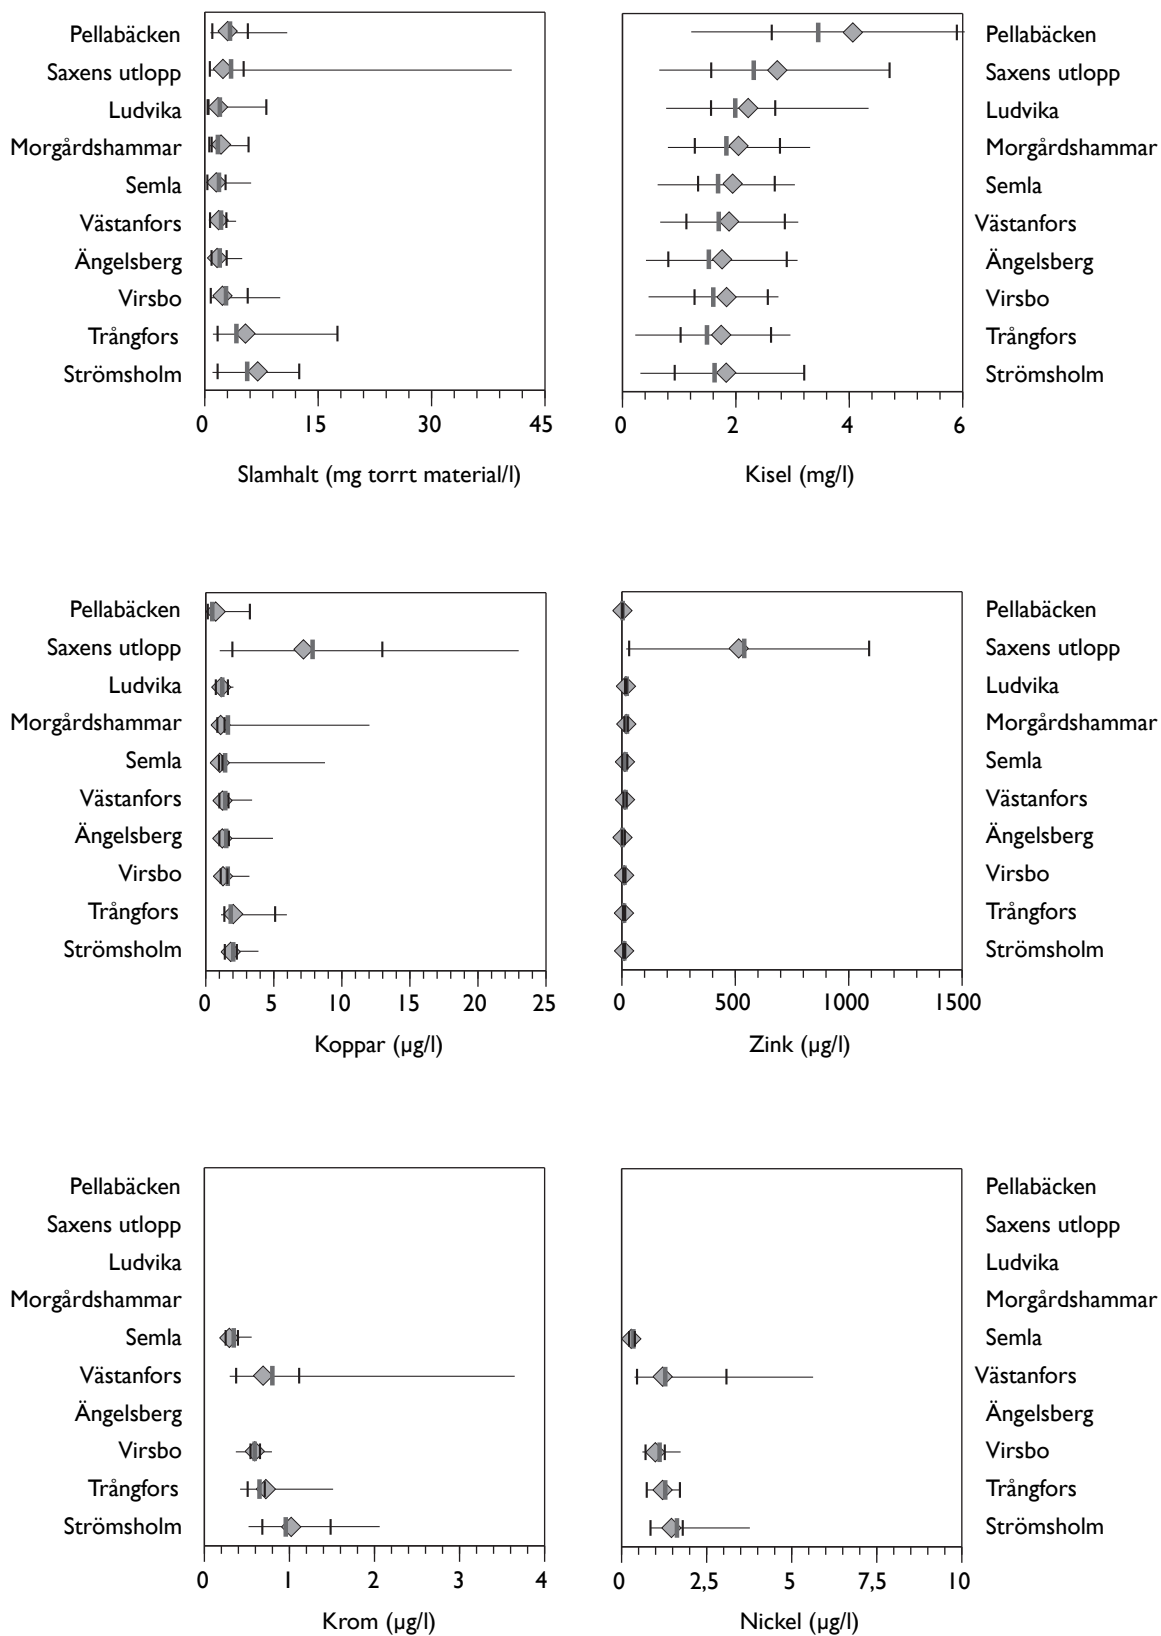 Pellabäcken
Saxens utlopp
Ludvika
Morgårdshammar
Semla
Västanfors
Ängelsberg
Virsbo
Trångfors
Strömsholm
0 15 30 45
Slamhalt (mg torrt material/l)
Pellabäcken
Saxens utlopp
Ludvika
Morgårdshammar
Semla
Västanfors
Ängelsberg
Virsbo
Trångfors
Strömsholm
0 2 4 6
Kisel (mg/l)
Pellabäcken
Saxens utlopp
Ludvika
Morgårdshammar
Semla
Västanfors
Ängelsberg
Virsbo
Trångfors
Strömsholm
0 5 10 15 20 25
Koppar (µg/l)
Pellabäcken
Saxens utlopp
Ludvika
Morgårdshammar
Semla
Västanfors
Ängelsberg
Virsbo
Trångfors
Strömsholm
0 500 1000 1500
Zink (µg/l)
Pellabäcken
Saxens utlopp
Ludvika
Morgårdshammar
Semla
Västanfors
Ängelsberg
Virsbo
Trångfors
Strömsholm
0 1 2 3 4
Krom (µg/l)
Pellabäcken
Saxens utlopp
Ludvika
Morgårdshammar
Semla
Västanfors
Ängelsberg
Virsbo
Trångfors
Strömsholm
0 2,5 5 7,5 10
Nickel (µg/l)